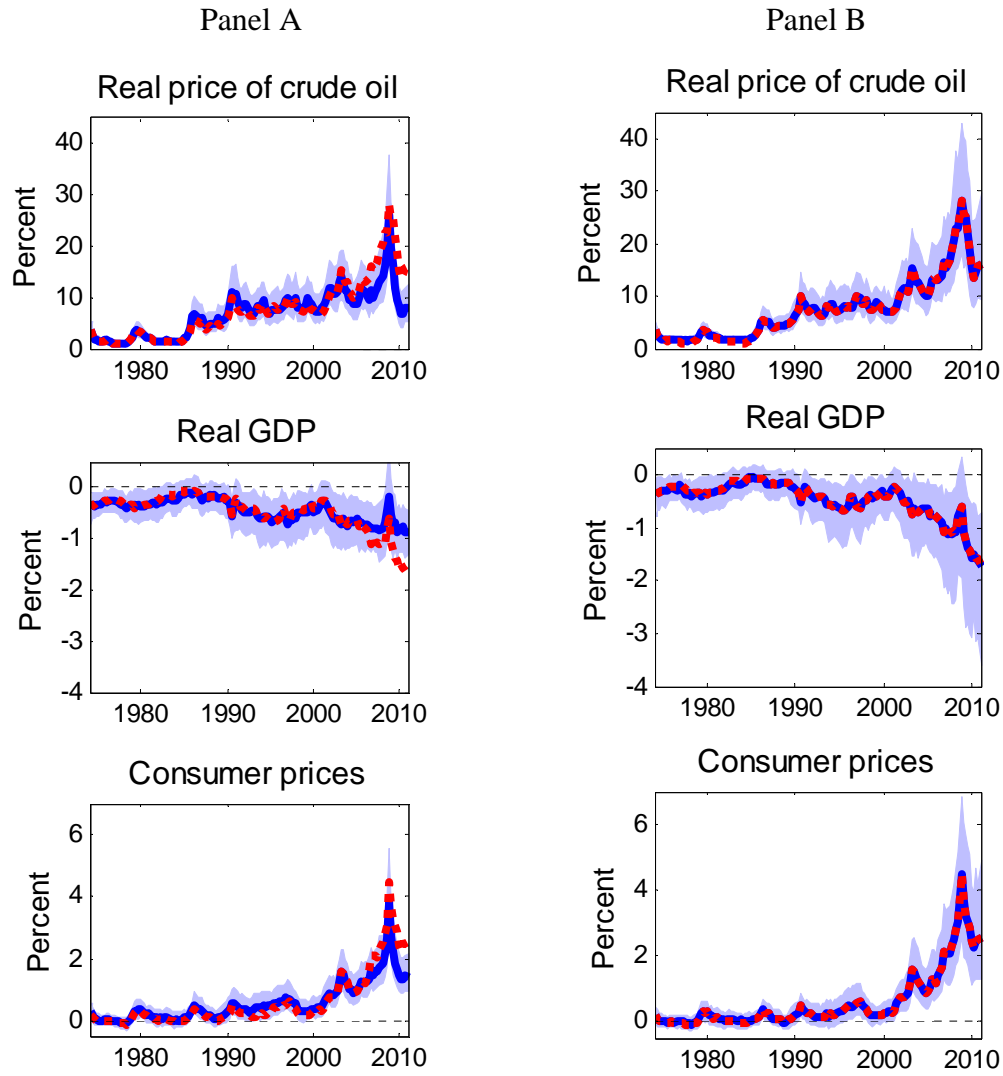 Panel A
Panel B
Real price of crude oil
Percent
40
30
20
10
0
1980 1990 2000 2010
Real price of crude oil
Percent
40
30
20
10
0
1980 1990 2000 2010
Real GDP
Percent
0
-1
-2
-3
-4
1980 1990 2000 2010
Real GDP
Percent
0
-1
-2
-3
-4
1980 1990 2000 2010
Consumer prices
Percent
6
4
2
0
1980 1990 2000 2010
Consumer prices
Percent
6
4
2
0
1980 1990 2000 2010